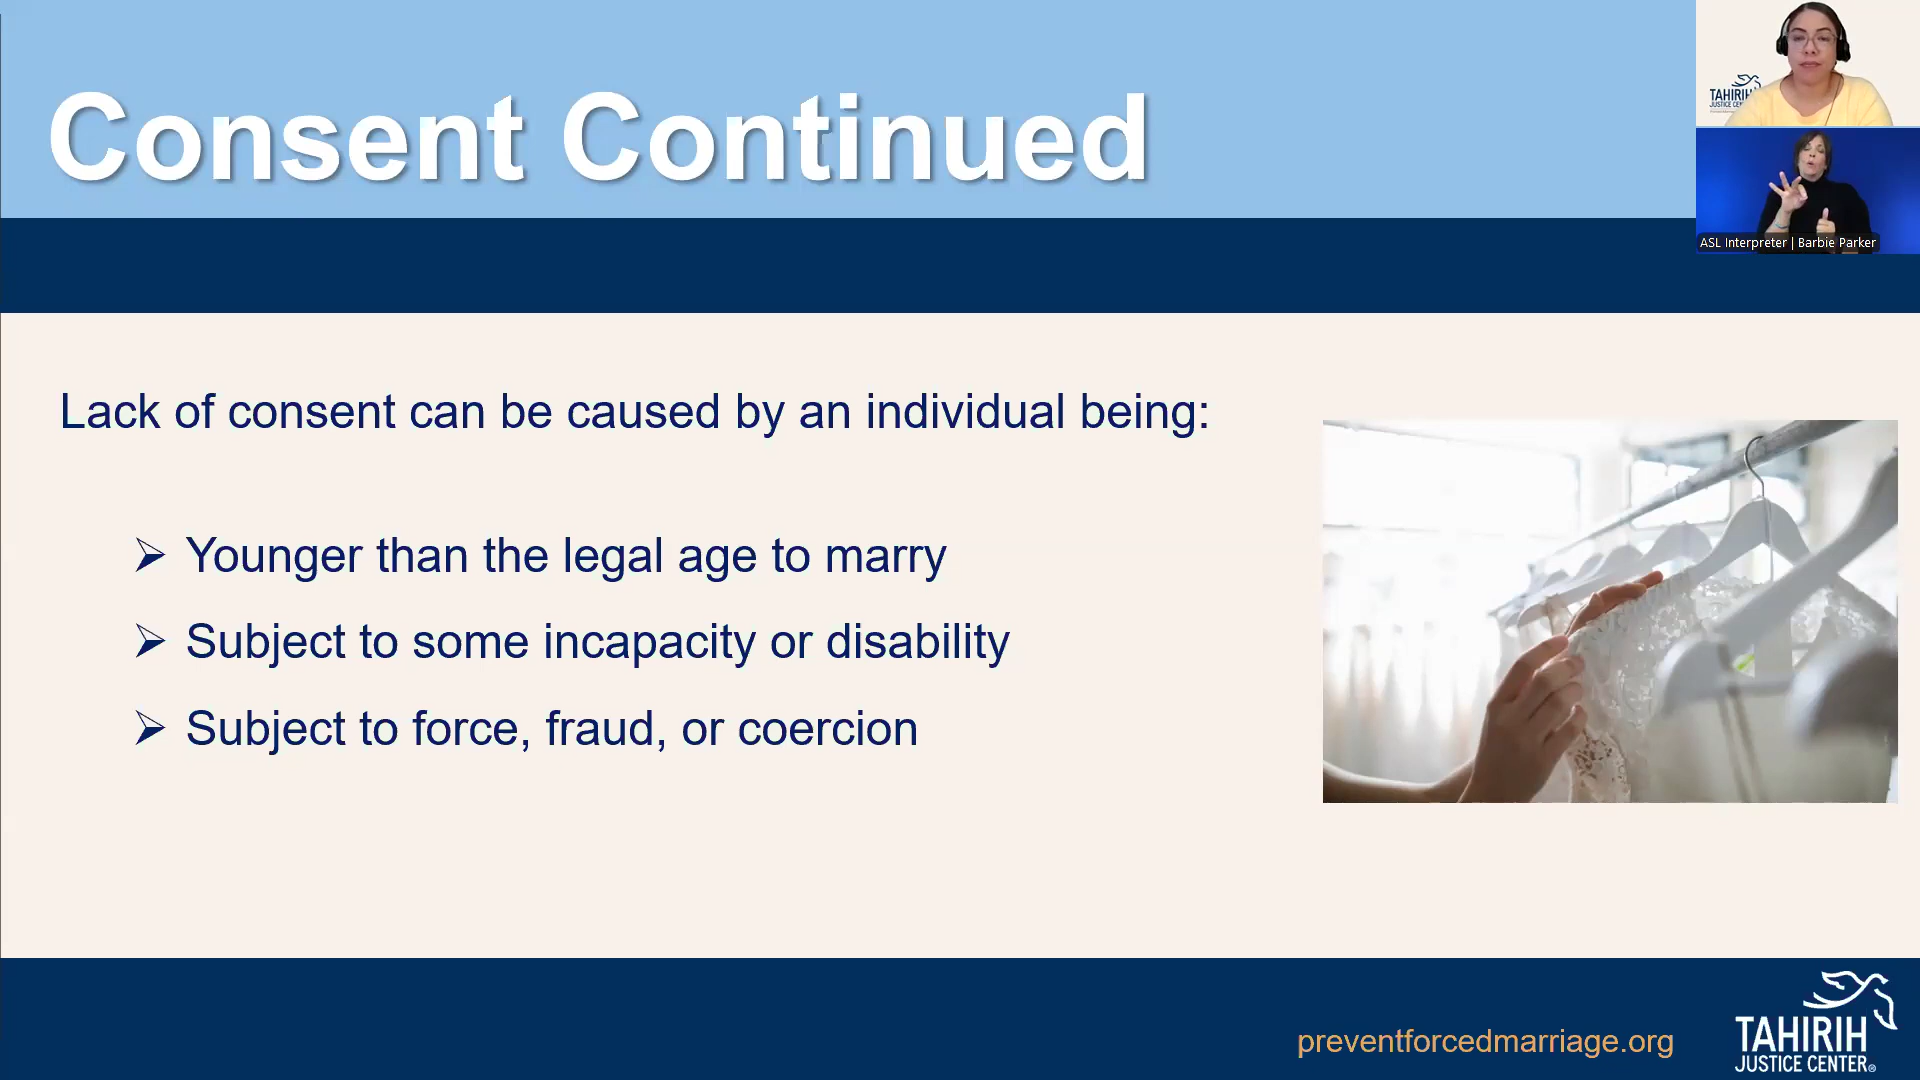 Consent Continued
TAHIRIH
JUSTICE
ASL Interpreter | Barbie Parker
Lack of consent can be caused by an individual being:
➢ Younger than the legal age to marry
➢ Subject to some incapacity or disability
➢ Subject to force, fraud, or coercion
preventforcedmarriage.org
TAHIRIH
JUSTICE CENTER®